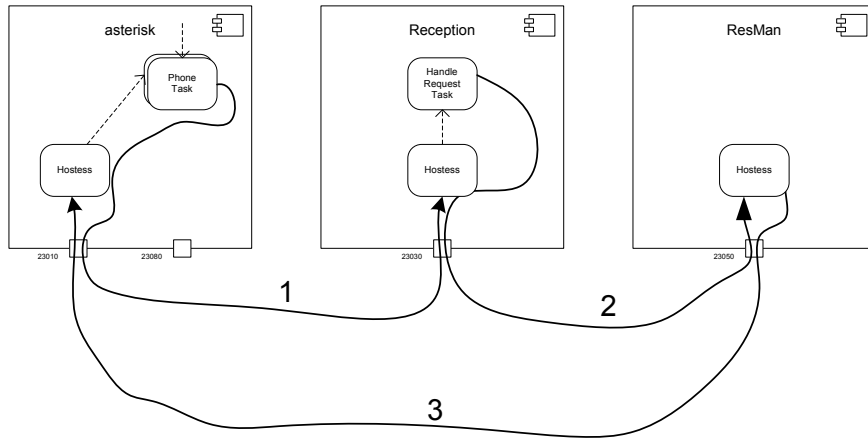 asterisk
Reception
ResMan
Phone
Task
Handle
Request
Task
Hostess
Hostess
Hostess
23010
23080
23030
23050
1
2
3